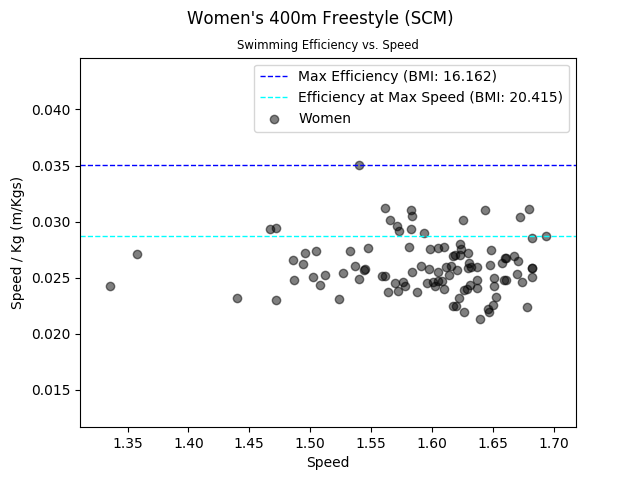 Women's 400m Freestyle (SCM)
Swimming Efficiency vs. Speed
Max Efficiency (BMI: 16.162)
Efficiency at Max Speed (BMI: 20.415)
Women
Speed / Kg (m/Kgs)
0.040
0.035
0.030
0.025
0.020
0.015
1.35 1.40 1.45 1.50 1.55 1.60 1.65 1.70
Speed